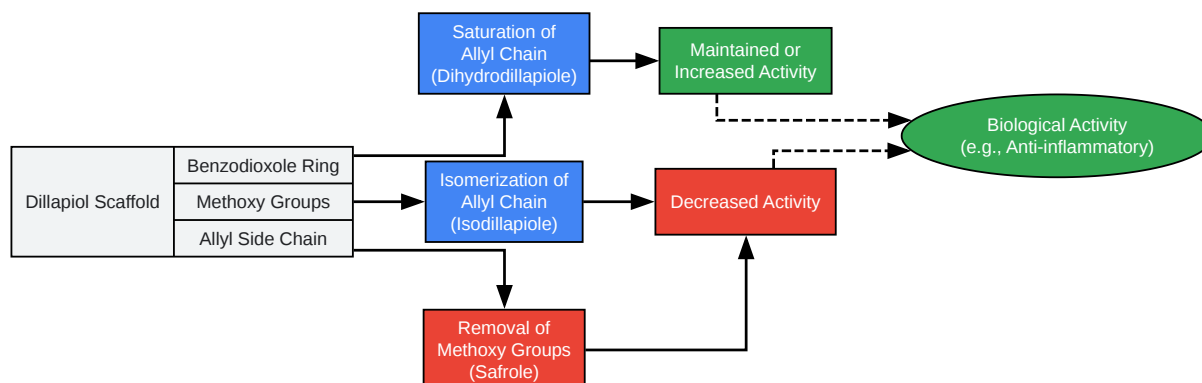 Dillapiol Scaffold
Benzodioxole Ring
Methoxy Groups
Allyl Side Chain
Saturation of
Allyl Chain
(Dihydrodillapiole)
Isomerization of
Allyl Chain
(Isodillapiole)
Removal of
Methoxy Groups
(Safrole)
Maintained or
Increased Activity
Decreased Activity
Biological Activity
(e.g., Anti-inflammatory)